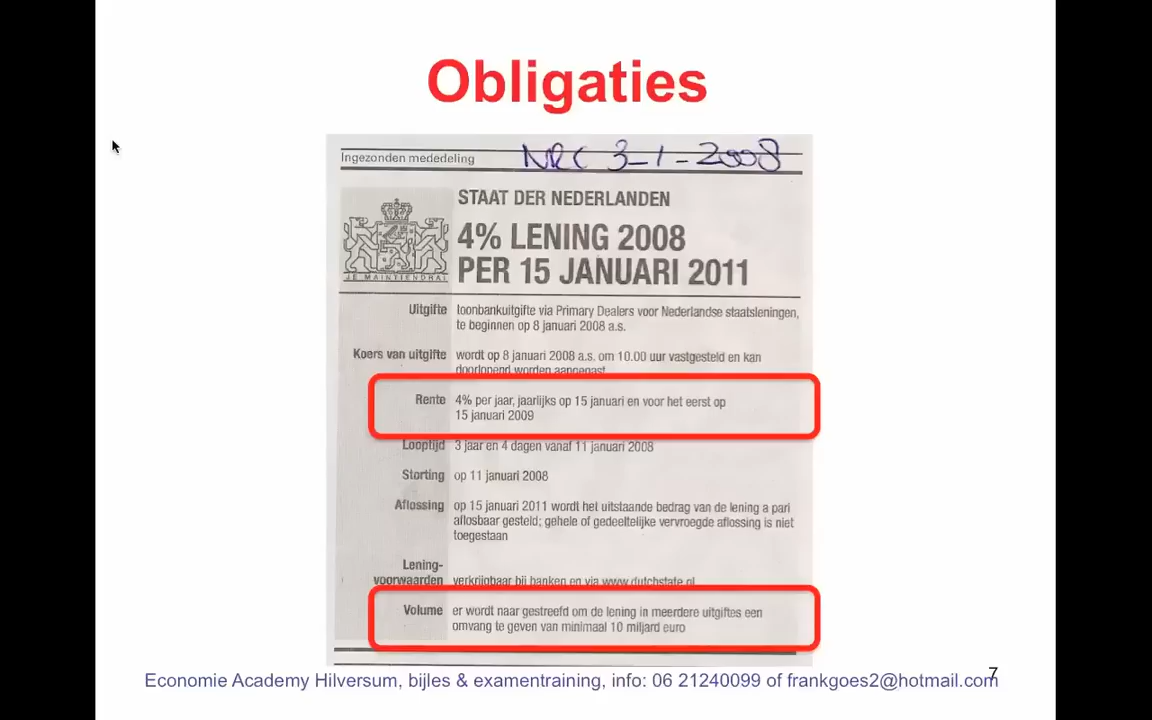 Obligaties
Ingezonden mededeling
NRC 3-1-2008
STAAT DER NEDERLANDEN
4% LENING 2008
PER 15 JANUARI 2011
JE MAINTIENDRAI
Uitgifte toonbankuitgifte via Primary Dealers voor Nederlandse staatsleningen,
te beginnen op 8 januari 2008 a.s.
Koers van uitgifte wordt op 8 januari 2008 a.s. om 10.00 uur vastgesteld en kan
doorlopend worden aangepast
Rente 4% per jaar, jaarlijks op 15 januari en voor het eerst op
15 januari 2009
Looptijd 3 jaar en 4 dagen vanaf 11 januari 2008
Storting op 11 januari 2008
Aflossing op 15 januari 2011 wordt het uitstaande bedrag van de lening a pari
aflosbaar gesteld; gehele of gedeeltelijke vervroegde aflossing is niet
toegestaan
Lening-
voorwaarden verkrijgbaar bij banken en via www.dutchstate.nl
Volume er wordt naar gestreefd om de lening in meerdere uitgiftes een
omvang te geven van minimaal 10 miljard euro
Economie Academy Hilversum, bijles & examentraining, info: 06 21240099 of frankgoes2@hotmail.com
7